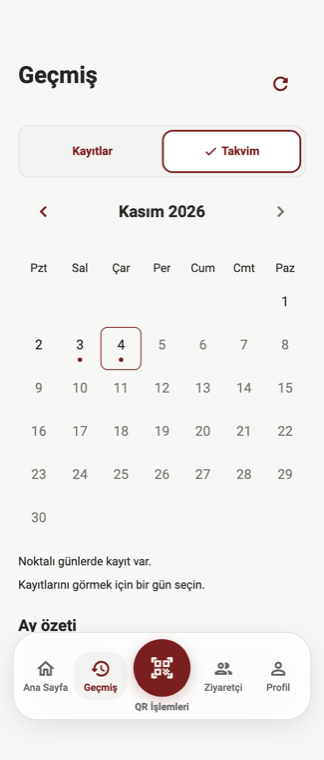 Geçmiş
Kayıtlar
Takvim
Kasım 2026
Pzt Sal Çar Per Cum Cmt Paz
1
2 3 4 5 6 7 8
9 10 11 12 13 14 15
16 17 18 19 20 21 22
23 24 25 26 27 28 29
30
Noktalı günlerde kayıt var.
Kayıtlarını görmek için bir gün seçin.
Ay özeti
Ana Sayfa Geçmiş QR İşlemleri Ziyaretçi Profil